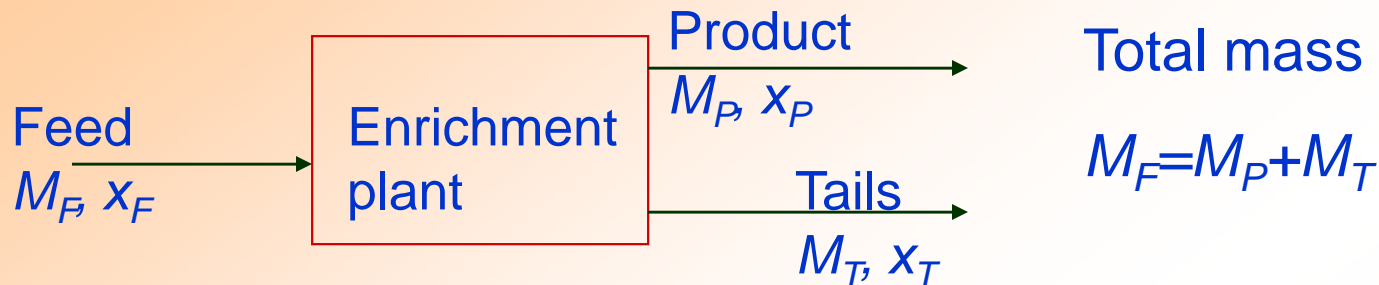 Feed
M_F, x_F
Enrichment
plant
Product
M_P, x_P
Tails
M_T, x_T
Total mass
M_F=M_P+M_T